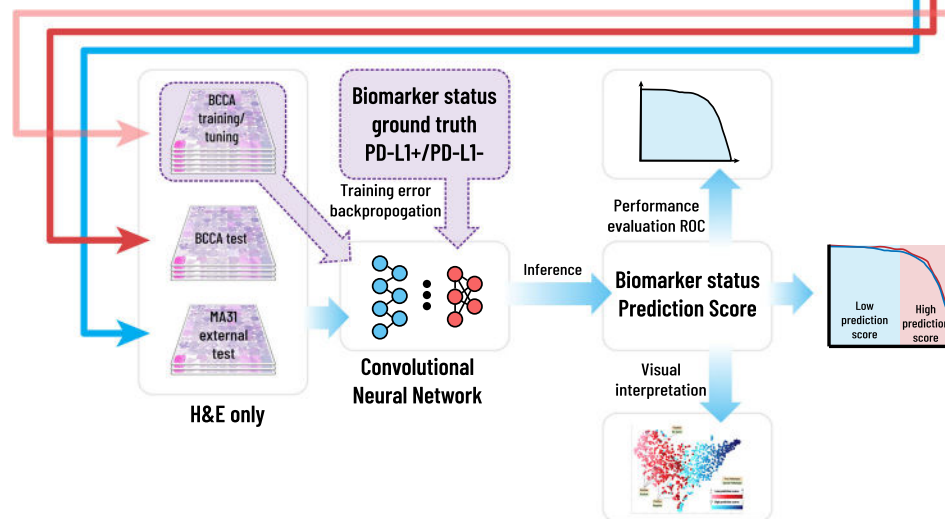 BCCA
training/
tuning
BCCA test
MA31
external
test
H&E only
Biomarker status
ground truth
PD-L1+/PD-L1-
Training error
backpropogation
Convolutional
Neural Network
Inference
Performance
evaluation ROC
Biomarker status
Prediction Score
Visual
interpretation
Low
prediction
score
High
prediction
score